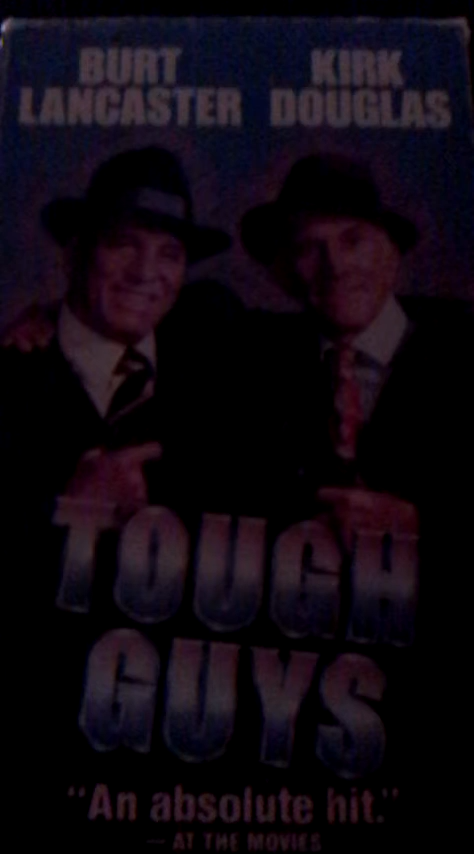 BURT KIRK
LANCASTER DOUGLAS
TOUGH
GUYS
"An absolute hit."
— AT THE MOVIES